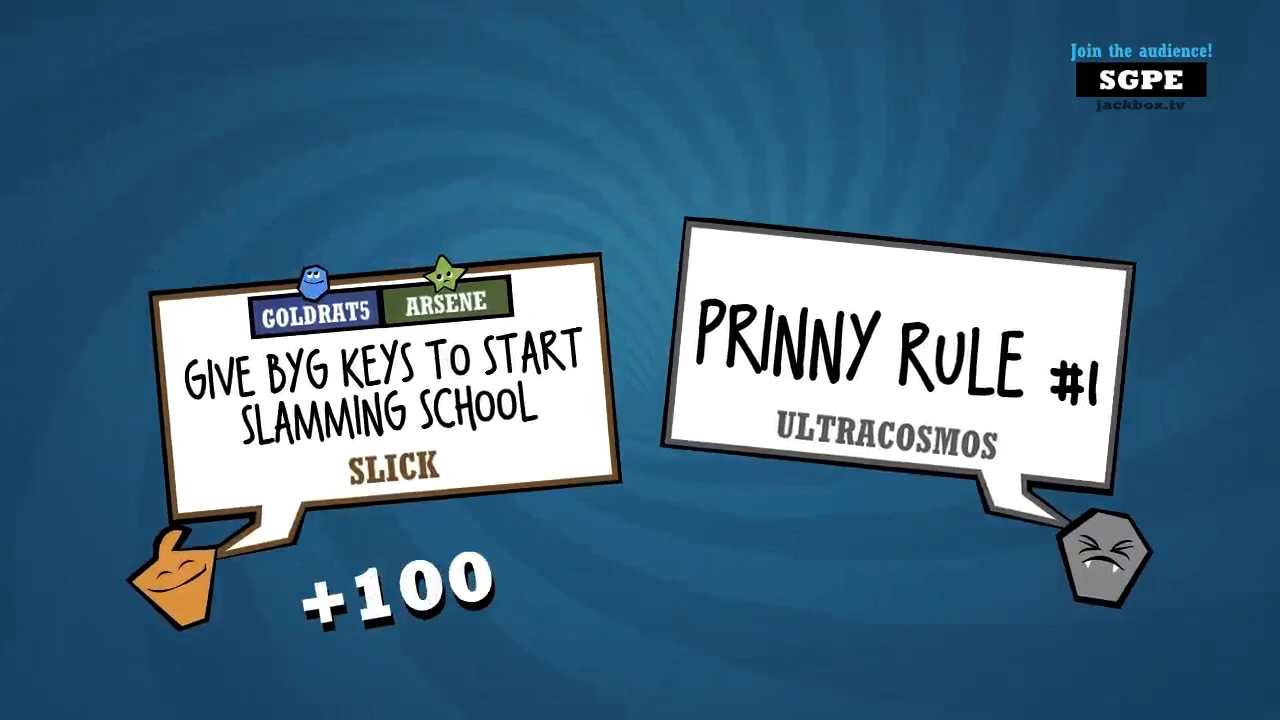 Join the audience!
SGPE
jackbox.tv
GOLDRAT5
ARSENE
GIVE BYG KEYS TO START
SLAMMING SCHOOL
SLICK
+100
PRINNY RULE #1
ULTRACOSMOS